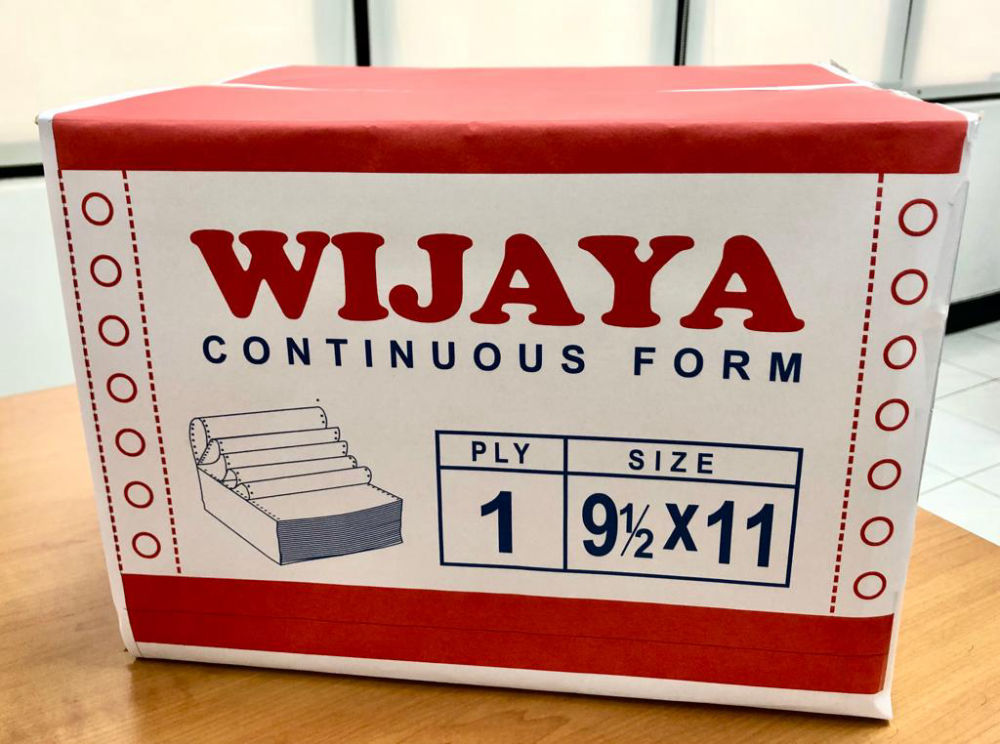 WIJAYA
CONTINUOUS FORM
PLY SIZE
1 9½ X 11